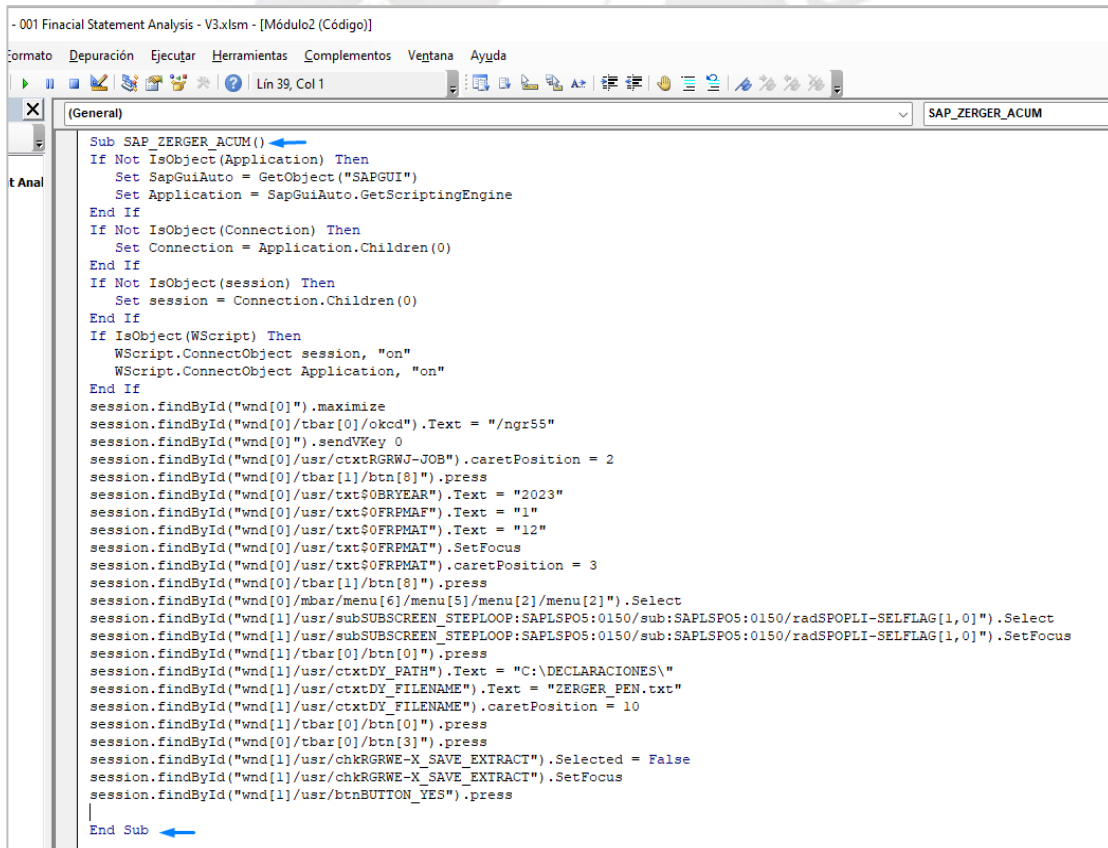 - 001 Finacial Statement Analysis - V3.xlsm - [Módulo2 (Código)]
Formato Depuración Ejecutar Herramientas Complementos Ventana Ayuda
Lín 39, Col 1
(General) SAP_ZERGER_ACUM
t Anal
Sub SAP_ZERGER_ACUM()
If Not IsObject(Application) Then
Set SapGuiAuto = GetObject("SAPGUI")
Set Application = SapGuiAuto.GetScriptingEngine
End If
If Not IsObject(Connection) Then
Set Connection = Application.Children(0)
End If
If Not IsObject(session) Then
Set session = Connection.Children(0)
End If
If IsObject(WScript) Then
WScript.ConnectObject session, "on"
WScript.ConnectObject Application, "on"
End If
session.findById("wnd[0]").maximize
session.findById("wnd[0]/tbar[0]/okcd").Text = "/ngr55"
session.findById("wnd[0]").sendVKey 0
session.findById("wnd[0]/usr/ctxtRGRWJ-JOB").caretPosition = 2
session.findById("wnd[0]/tbar[1]/btn[8]").press
session.findById("wnd[0]/usr/txt$0BRYEAR").Text = "2023"
session.findById("wnd[0]/usr/txt$0FRPMAF").Text = "1"
session.findById("wnd[0]/usr/txt$0FRPMAT").Text = "12"
session.findById("wnd[0]/usr/txt$0FRPMAT").SetFocus
session.findById("wnd[0]/usr/txt$0FRPMAT").caretPosition = 3
session.findById("wnd[0]/tbar[1]/btn[8]").press
session.findById("wnd[0]/mbar/menu[6]/menu[5]/menu[2]/menu[2]").Select
session.findById("wnd[1]/usr/subSUBSCREEN_STEPLOOP:SAPLSPO5:0150/sub:SAPLSPO5:0150/radSPOPLI-SELFLAG[1,0]").Select
session.findById("wnd[1]/usr/subSUBSCREEN_STEPLOOP:SAPLSPO5:0150/sub:SAPLSPO5:0150/radSPOPLI-SELFLAG[1,0]").SetFocus
session.findById("wnd[1]/tbar[0]/btn[0]").press
session.findById("wnd[1]/usr/ctxtDY_PATH").Text = "C:\DECLARACIONES\"
session.findById("wnd[1]/usr/ctxtDY_FILENAME").Text = "ZERGER_PEN.txt"
session.findById("wnd[1]/usr/ctxtDY_FILENAME").caretPosition = 10
session.findById("wnd[1]/tbar[0]/btn[0]").press
session.findById("wnd[0]/tbar[0]/btn[3]").press
session.findById("wnd[1]/usr/chkRGRWE-X_SAVE_EXTRACT").Selected = False
session.findById("wnd[1]/usr/chkRGRWE-X_SAVE_EXTRACT").SetFocus
session.findById("wnd[1]/usr/btnBUTTON_YES").press
End Sub